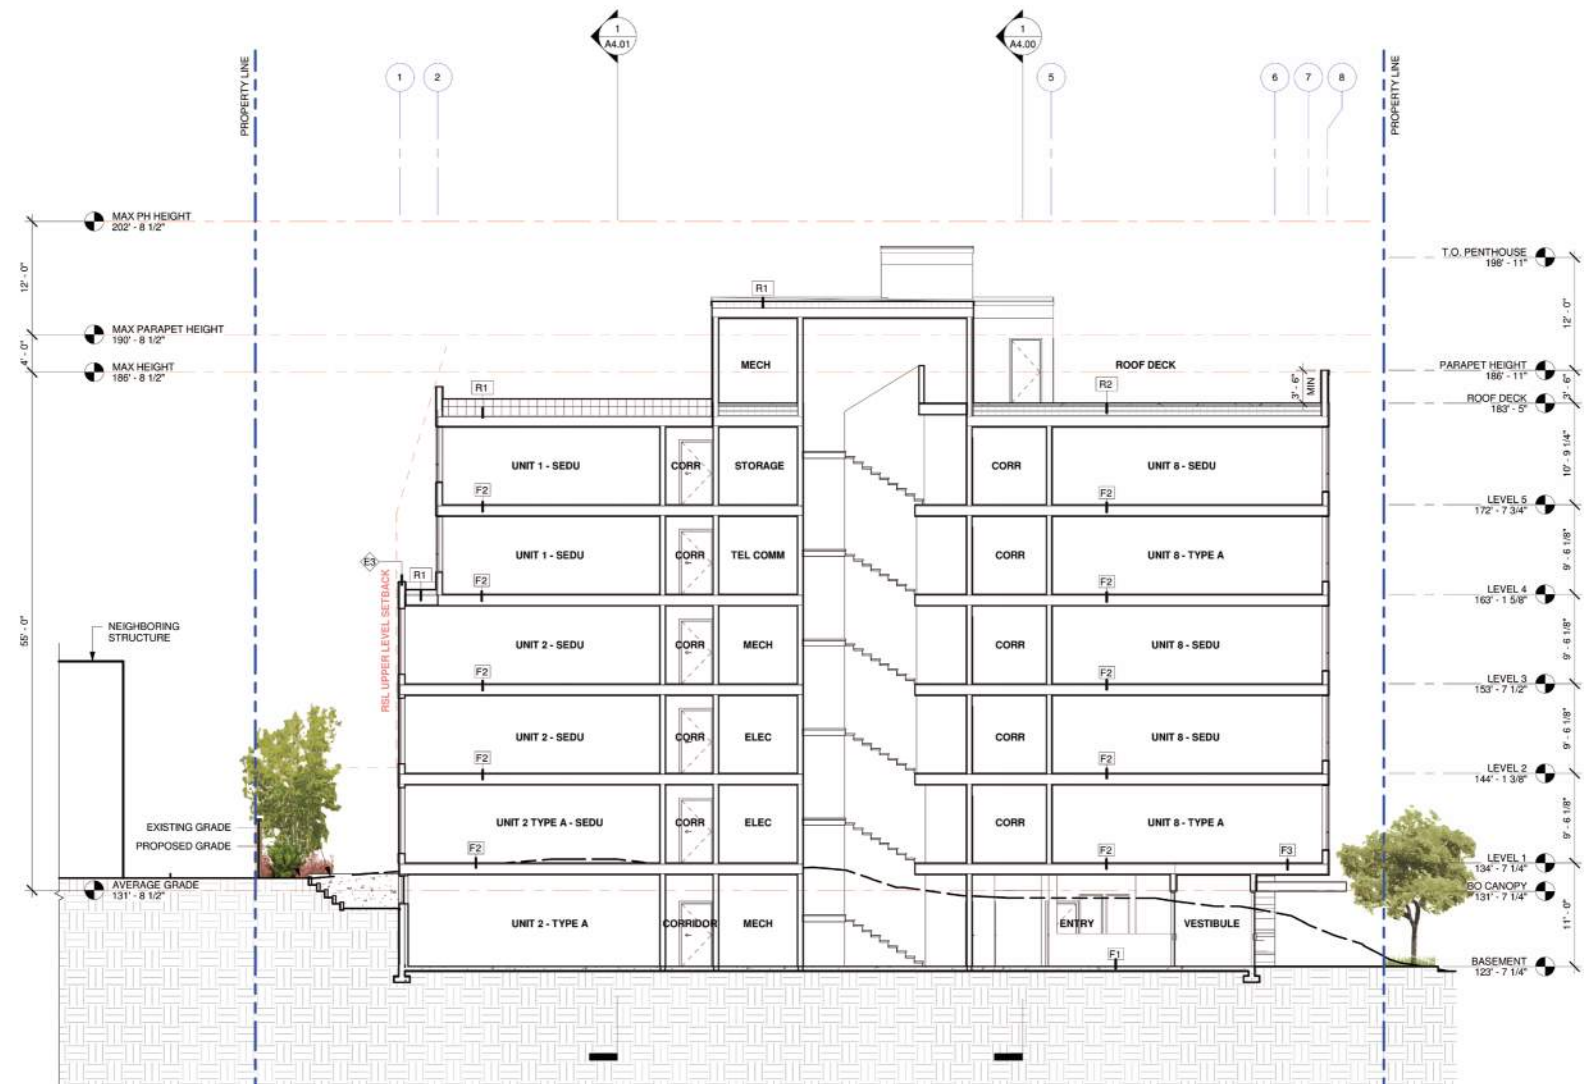 1
A4.01
1
A4.00
PROPERTY LINE
PROPERTY LINE
1
2
5
6
7
8
MAX PH HEIGHT
202' - 8 1/2"
12' - 0"
MAX PARAPET HEIGHT
190' - 8 1/2"
4' - 0"
MAX HEIGHT
186' - 8 1/2"
55' - 0"
T.O. PENTHOUSE
198' - 11"
12' - 0"
PARAPET HEIGHT
186' - 11"
3' - 6"
ROOF DECK
183' - 5"
10' - 9 1/4"
R1
MECH
ROOF DECK
R1
R2
3' - 6"
MIN
UNIT 1 - SEDU
CORR
STORAGE
CORR
UNIT 8 - SEDU
F2
F2
LEVEL 5
172' - 7 3/4"
9' - 6 1/8"
UNIT 1 - SEDU
CORR
TEL COMM
CORR
UNIT 8 - TYPE A
E3
R1
F2
F2
LEVEL 4
163' - 1 5/8"
9' - 6 1/8"
RSL UPPER LEVEL SETBACK
NEIGHBORING
STRUCTURE
UNIT 2 - SEDU
CORR
MECH
CORR
UNIT 8 - SEDU
F2
F2
LEVEL 3
153' - 7 1/2"
9' - 6 1/8"
UNIT 2 - SEDU
CORR
ELEC
CORR
UNIT 8 - SEDU
F2
F2
LEVEL 2
144' - 1 3/8"
9' - 6 1/8"
EXISTING GRADE
PROPOSED GRADE
UNIT 2 TYPE A - SEDU
CORR
ELEC
CORR
UNIT 8 - TYPE A
F2
F2
F3
LEVEL 1
134' - 7 1/4"
AVERAGE GRADE
131' - 8 1/2"
BO CANOPY
131' - 7 1/4"
11' - 0"
UNIT 2 - TYPE A
CORRIDOR
MECH
ENTRY
VESTIBULE
F1
BASEMENT
123' - 7 1/4"